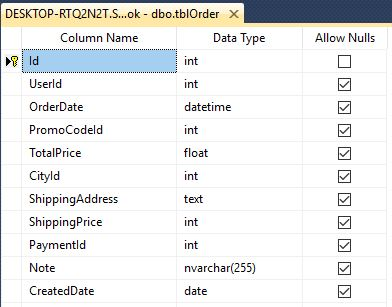 DESKTOP-RTQ2N2T.S...ok - dbo.tblOrder
Column Name Data Type Allow Nulls
Id int
UserId int
OrderDate datetime
PromoCodeId int
TotalPrice float
CityId int
ShippingAddress text
ShippingPrice int
PaymentId int
Note nvarchar(255)
CreatedDate date